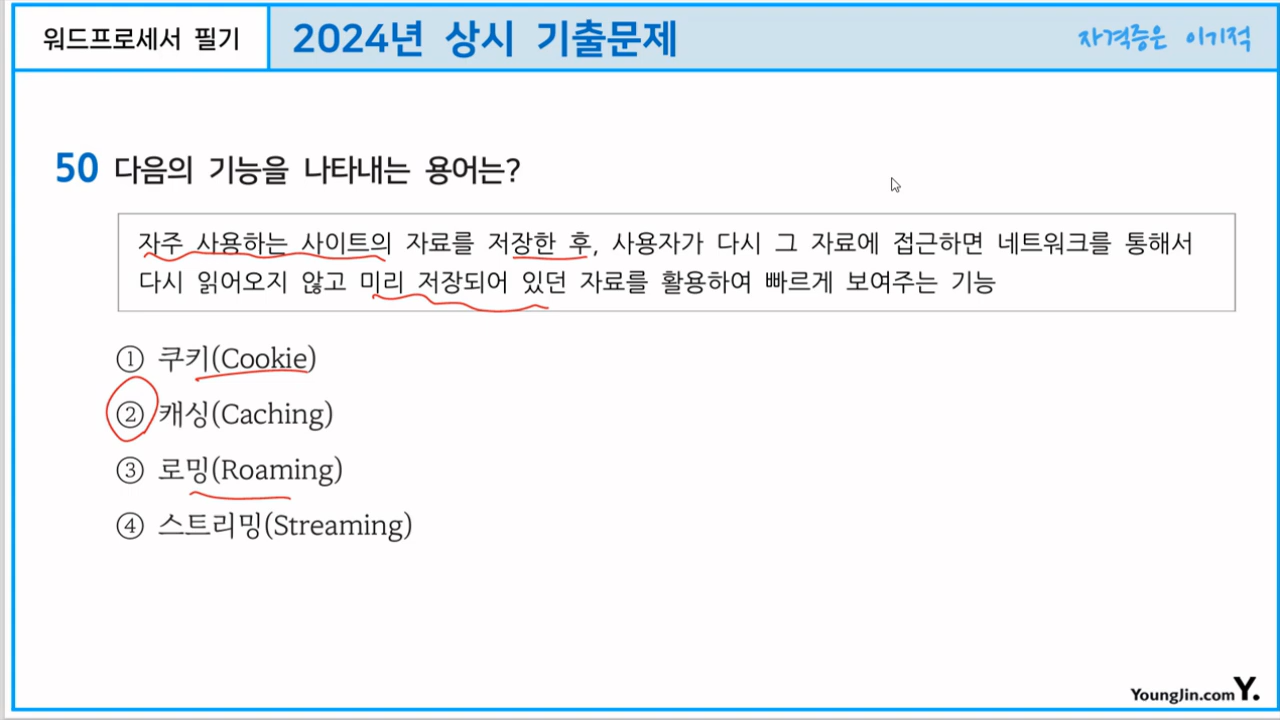 워드프로세서 필기
2024년 상시 기출문제
자격증은 이기적
50 다음의 기능을 나타내는 용어는?
자주 사용하는 사이트의 자료를 저장한 후, 사용자가 다시 그 자료에 접근하면 네트워크를 통해서
다시 읽어오지 않고 미리 저장되어 있던 자료를 활용하여 빠르게 보여주는 기능
① 쿠키(Cookie)
② 캐싱(Caching)
③ 로밍(Roaming)
④ 스트리밍(Streaming)
YoungJin.com Y.